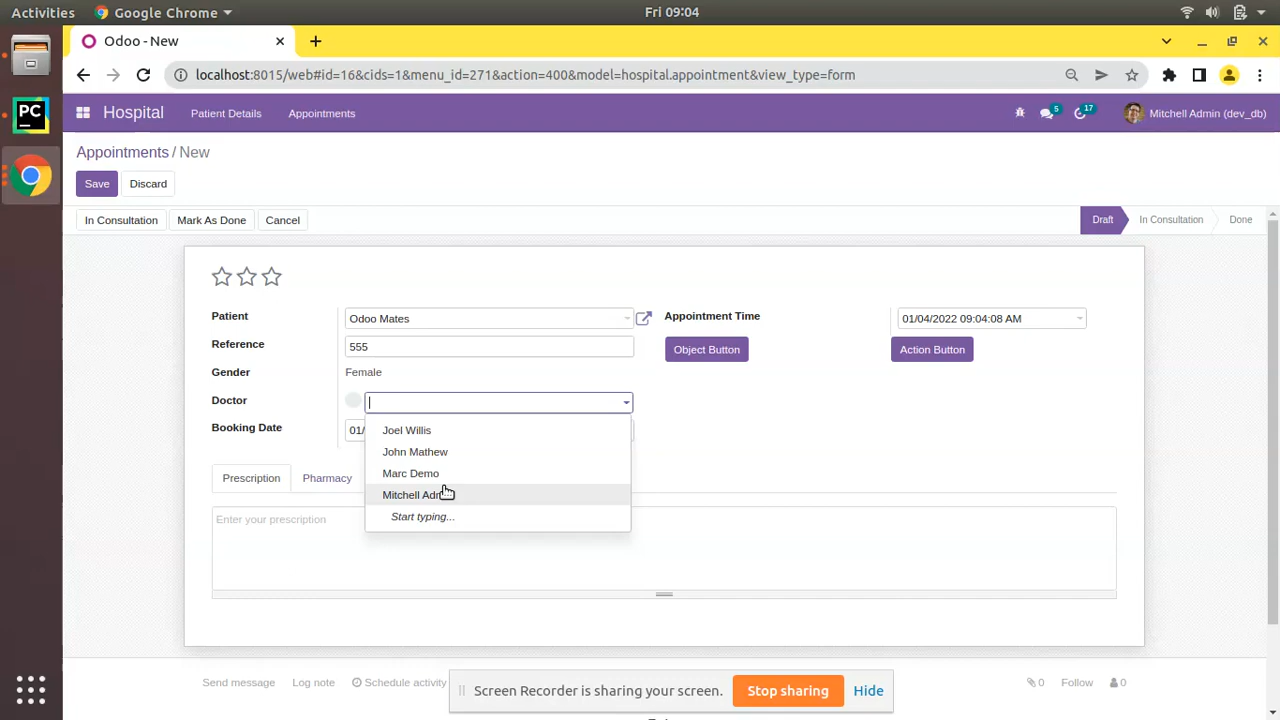 Activities Google Chrome Fri 09:04
Odoo - New
localhost:8015/web#id=16&cids=1&menu_id=271&action=400&model=hospital.appointment&view_type=form
PC
Hospital Patient Details Appointments 5 17 Mitchell Admin (dev_db)
Appointments / New
Save Discard
In Consultation Mark As Done Cancel Draft In Consultation Done
Patient Odoo Mates Appointment Time 01/04/2022 09:04:08 AM
Reference 555 Object Button Action Button
Gender Female
Doctor
Booking Date 01/
Joel Willis
John Mathew
Marc Demo
Mitchell
Start typing...
Prescription Pharmacy
Enter your prescription
Send message Log note Schedule activity 0 Follow 0
Screen Recorder is sharing your screen. Stop sharing Hide